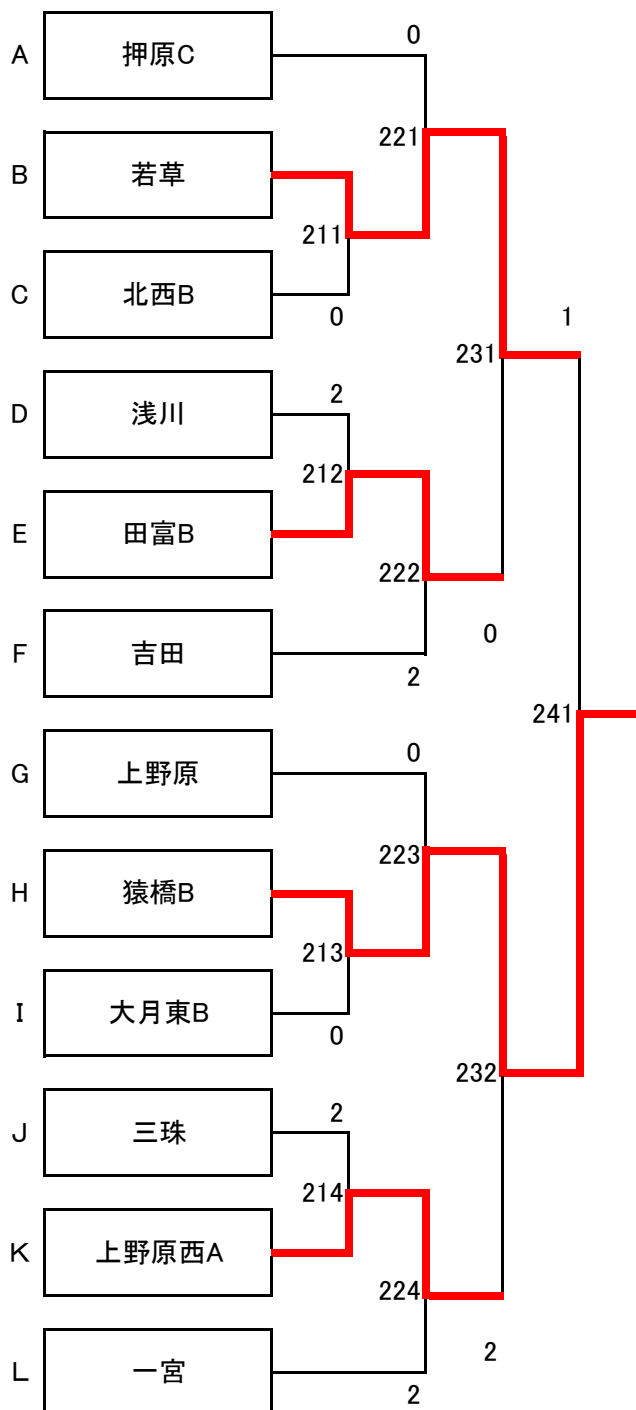 0
A 押原C
221
B 若草
211
C 北西B
0
1
231
D 浅川 2
212
E 田富B
222
0
F 吉田
2
241
G 上野原 0
223
H 猿橋B
213
I 大月東B
0
232
J 三珠 2
214
K 上野原西A
224
2
L 一宮
2